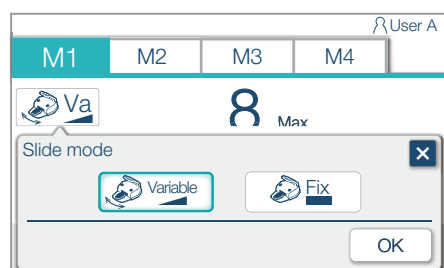 User A
M1 M2 M3 M4
Va 8 Max
Slide mode
Variable Fix
OK